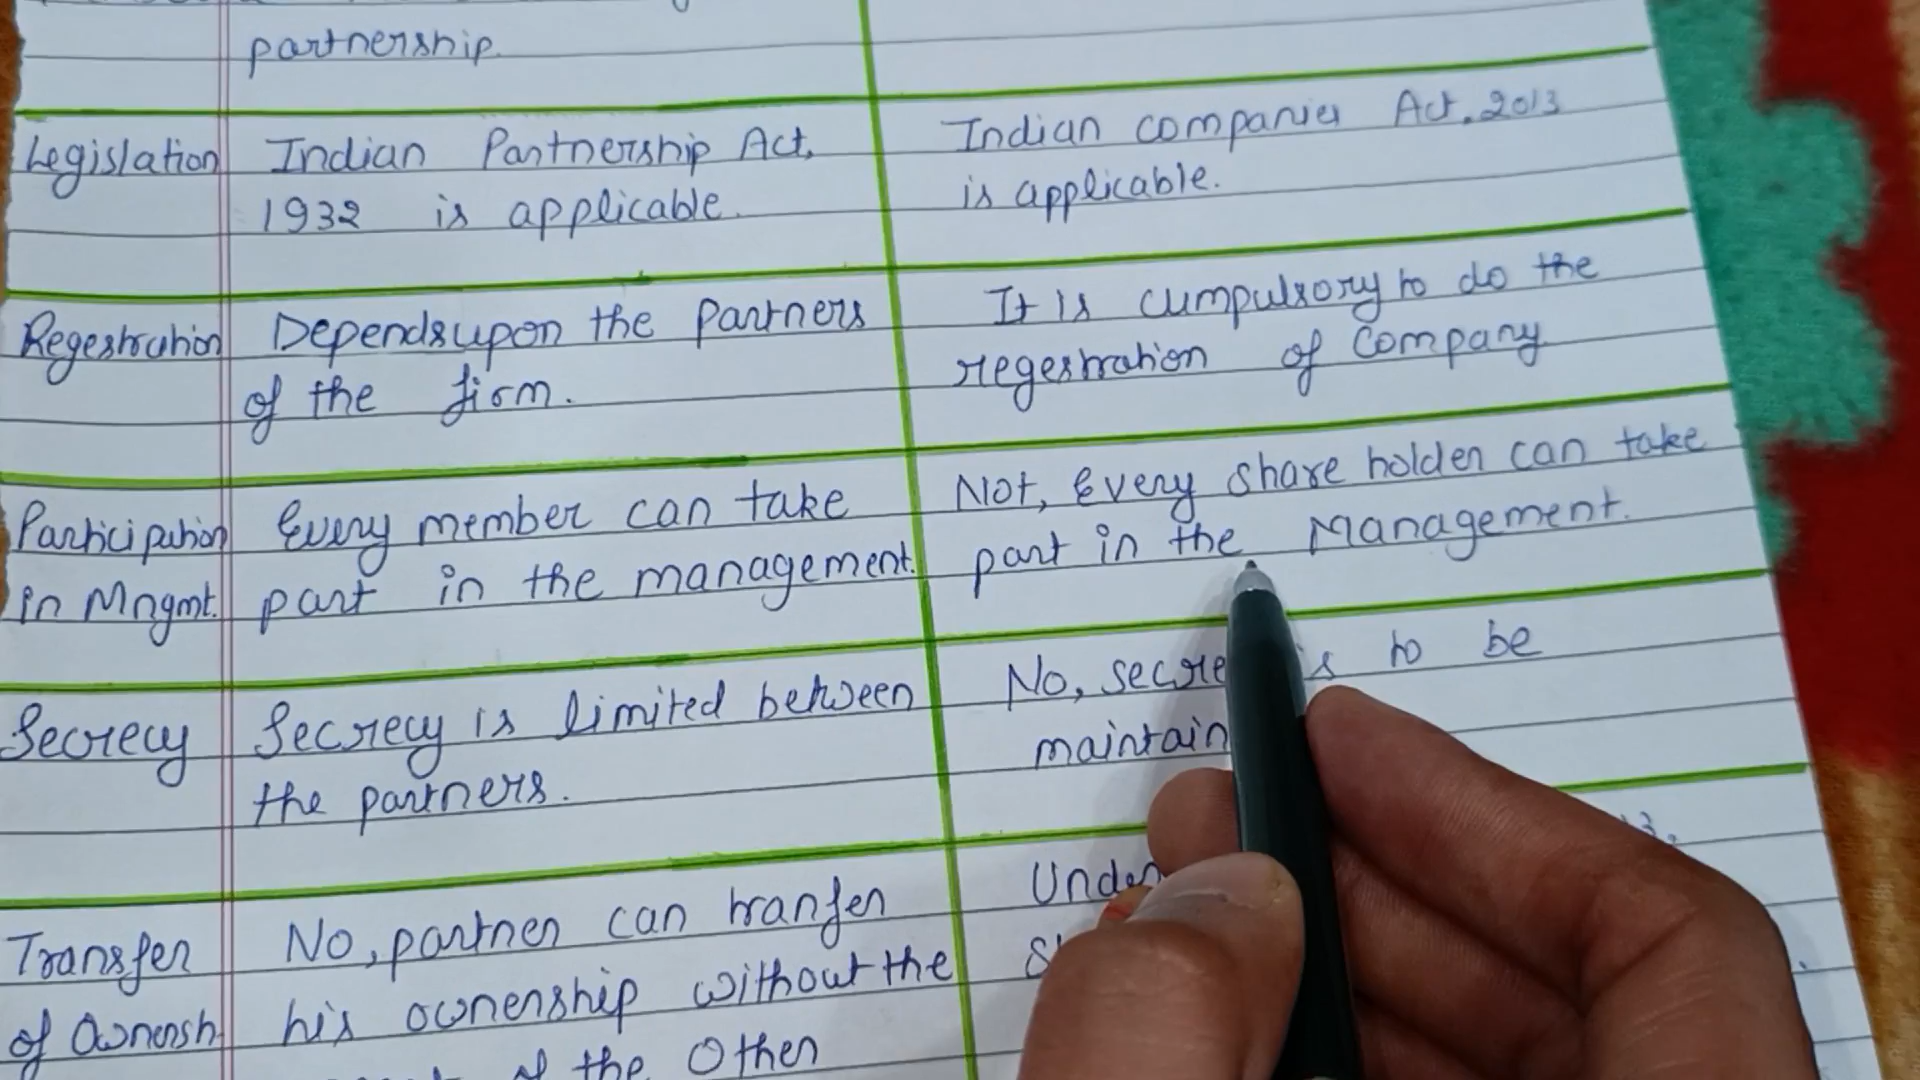 partnership.
Legislation
Indian Partnership Act,
1932 is applicable.
Indian companies Act, 2013
is applicable.
Regestration
Depends upon the Partners
of the firm.
It is cumpulsory to do the
regestration of Company
Participation
in Mngmt.
Every member can take
part in the management.
Not, Every share holder can take
part in the Management.
Secrecy
Secrecy is limited between
the partners.
No, is to be
maintain
Transfer
of Ownersh
No, partner can tranfer
his ownership without the
of the Other
Under